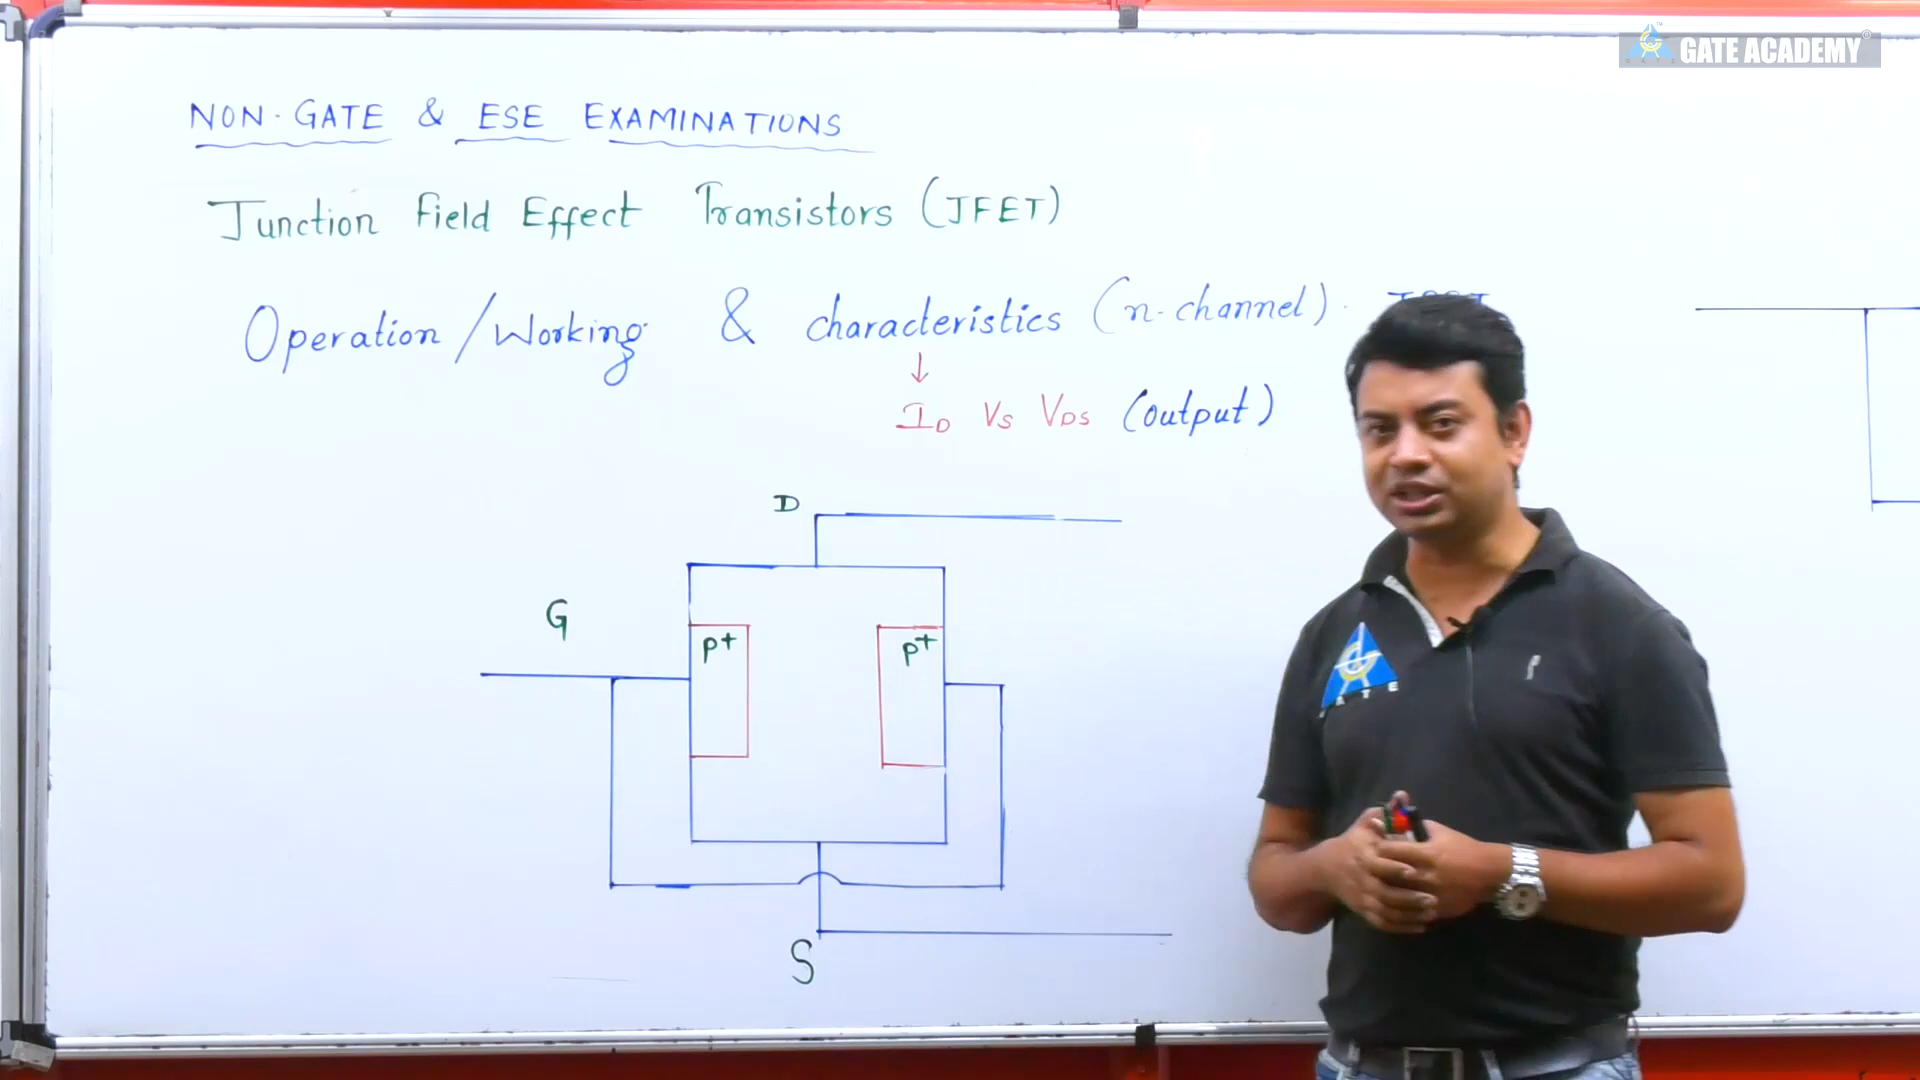 GATE ACADEMY
NON-GATE & ESE EXAMINATIONS
Junction Field Effect Transistors (JFET)
Operation/Working & characteristics (n-channel).
↓
ID Vs VDS (output)
D
G
p+ p+
S